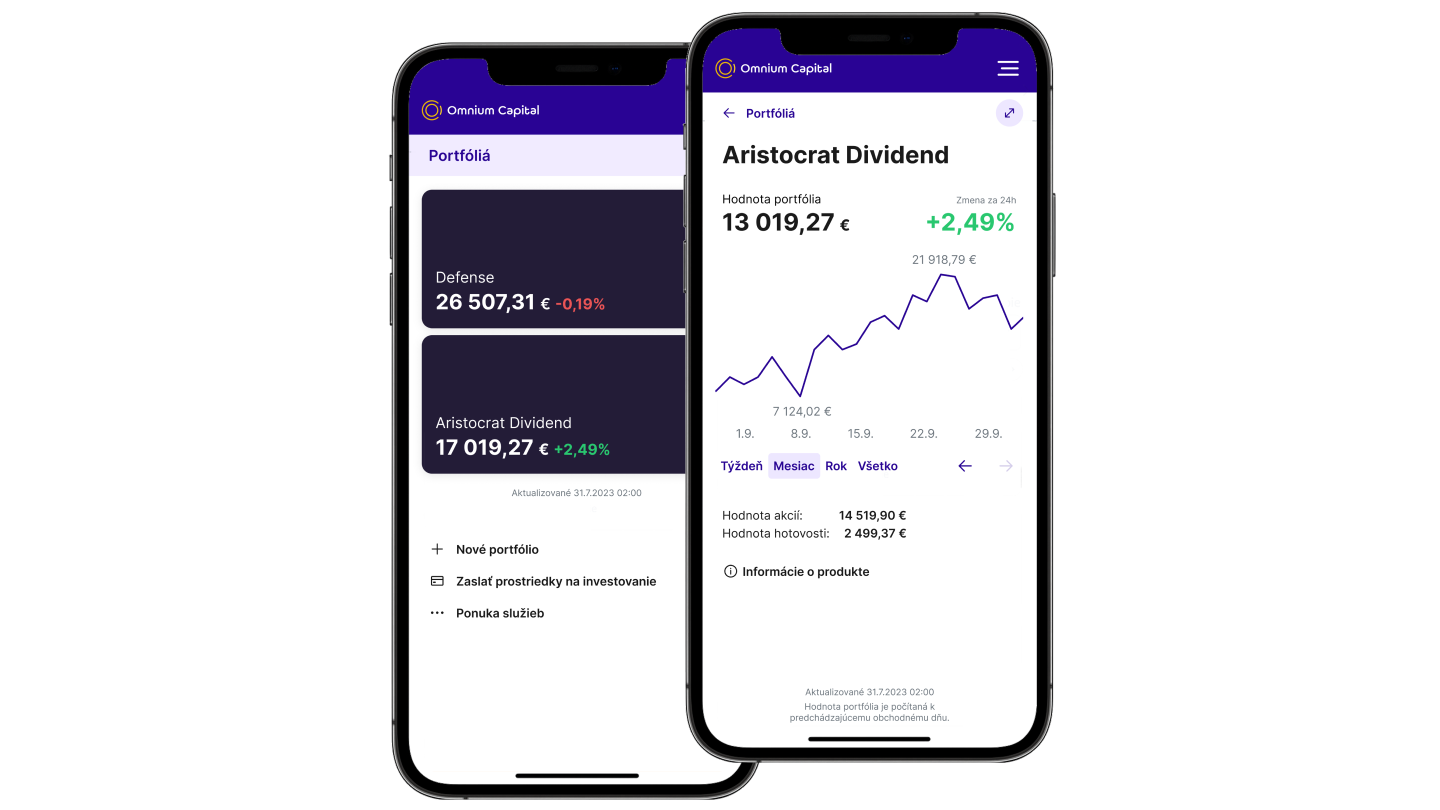 Omnium Capital
Portfóliá
Defense
26 507,31 € -0,19%
Aristocrat Dividend
17 019,27 € +2,49%
Aktualizované 31.7.2023 02:00
Nové portfólio
Zaslať prostriedky na investovanie
Ponuka služieb
Omnium Capital
Portfóliá
Aristocrat Dividend
Hodnota portfólia
Zmena za 24h
13 019,27 €
+2,49%
21 918,79 €
7 124,02 €
1.9. 8.9. 15.9. 22.9. 29.9.
Týždeň Mesiac Rok Všetko
Hodnota akcií: 14 519,90 €
Hodnota hotovosti: 2 499,37 €
Informácie o produkte
Aktualizované 31.7.2023 02:00
Hodnota portfólia je počítaná k
predchádzajúcemu obchodnému dňu.